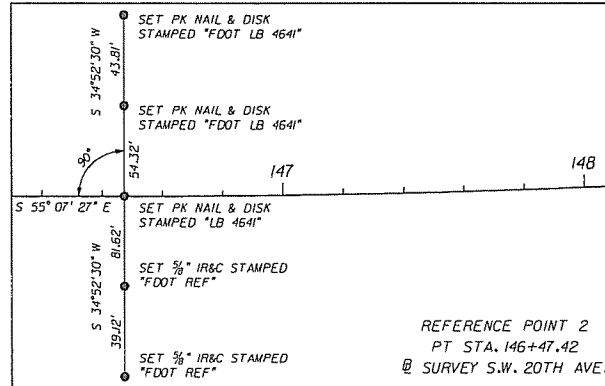 SET PK NAIL & DISK
STAMPED "FDOT LB 4641"
S 34°52'30" W
43.81'
SET PK NAIL & DISK
STAMPED "FDOT LB 4641"
90°
54.32'
147
148
S 55° 07' 27" E
SET PK NAIL & DISK
STAMPED "LB 4641"
81.62'
S 34°52'30" W
SET 5/8" IR&C STAMPED
"FDOT REF"
39.12'
SET 5/8" IR&C STAMPED
"FDOT REF"
REFERENCE POINT 2
PT STA. 146+47.42
SURVEY S.W. 20TH AVE.